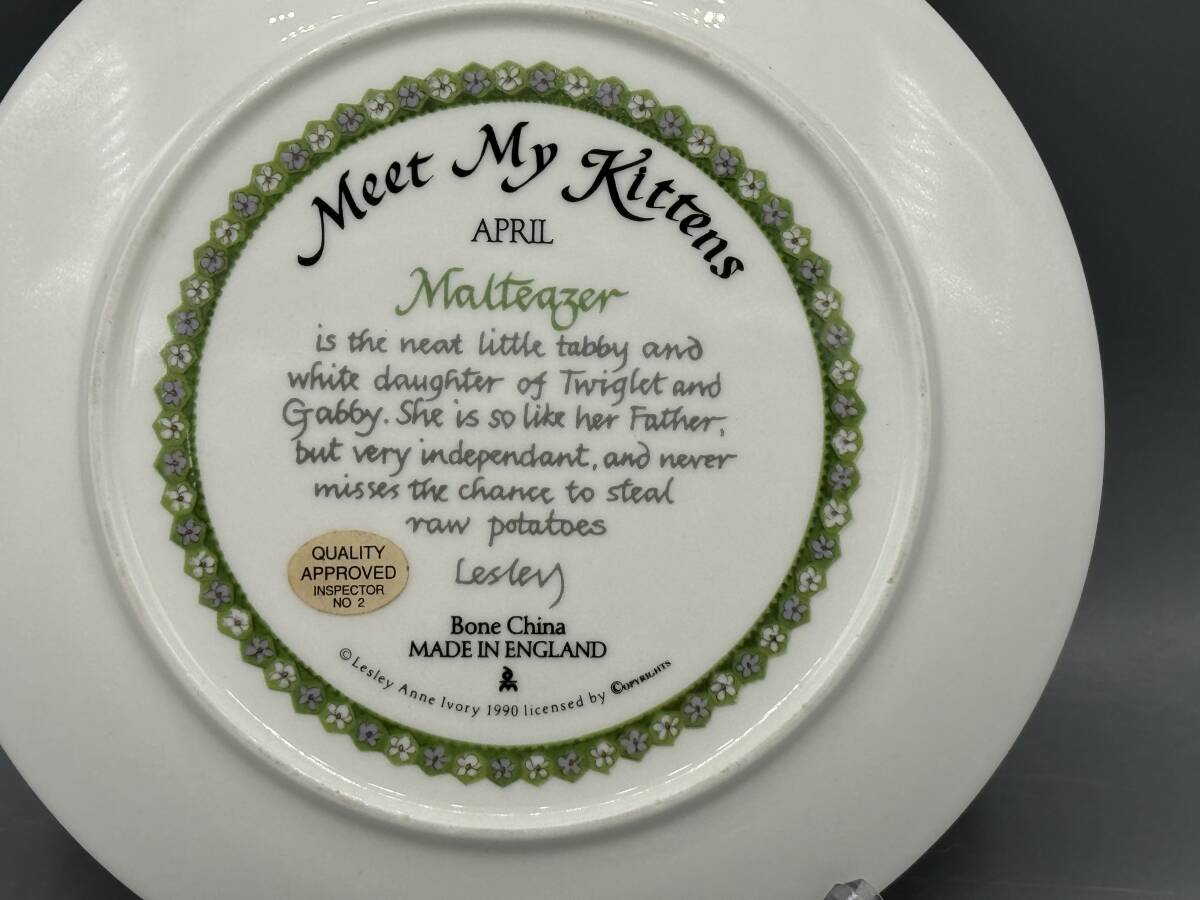 Meet My Kittens
APRIL
Malteazer
is the neat little tabby and
white daughter of Twiglet and
Gabby. She is so like her Father,
but very independant, and never
misses the chance to steal
raw potatoes
Lesley
QUALITY
APPROVED
INSPECTOR
NO 2
Bone China
MADE IN ENGLAND
© Lesley Anne Ivory 1990 licensed by ©OPYRIGHTS